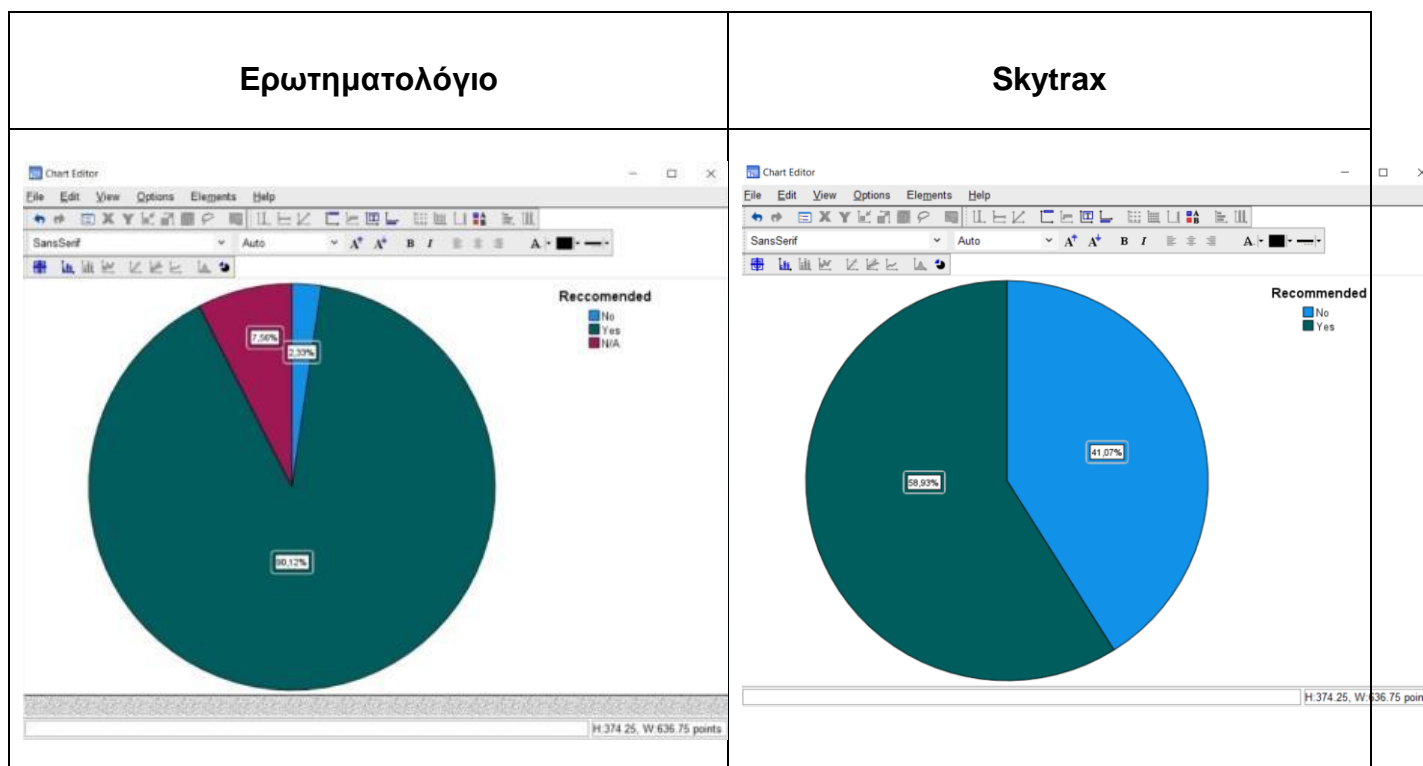 Ερωτηματολόγιο
Skytrax
Chart Editor
File Edit View Options Elements Help
SansSerif Auto A+ A+ B I A
Reccomended
No
Yes
N/A
7,56%
2,33%
90,12%
H:374.25, W:636.75 points
Chart Editor
File Edit View Options Elements Help
SansSerif Auto A+ A+ B I A
Recommended
No
Yes
41,07%
58,93%
H:374.25, W:636.75 poin